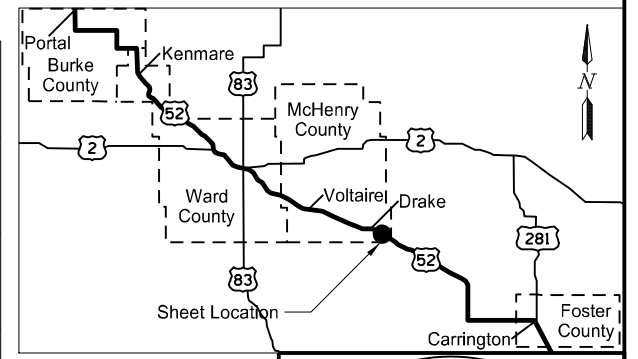 Portal
Burke
County
Kenmare
83
52
McHenry
County
N
2
2
Ward
County
Voltaire
Drake
281
52
83
Sheet Location
Foster
County
Carrington